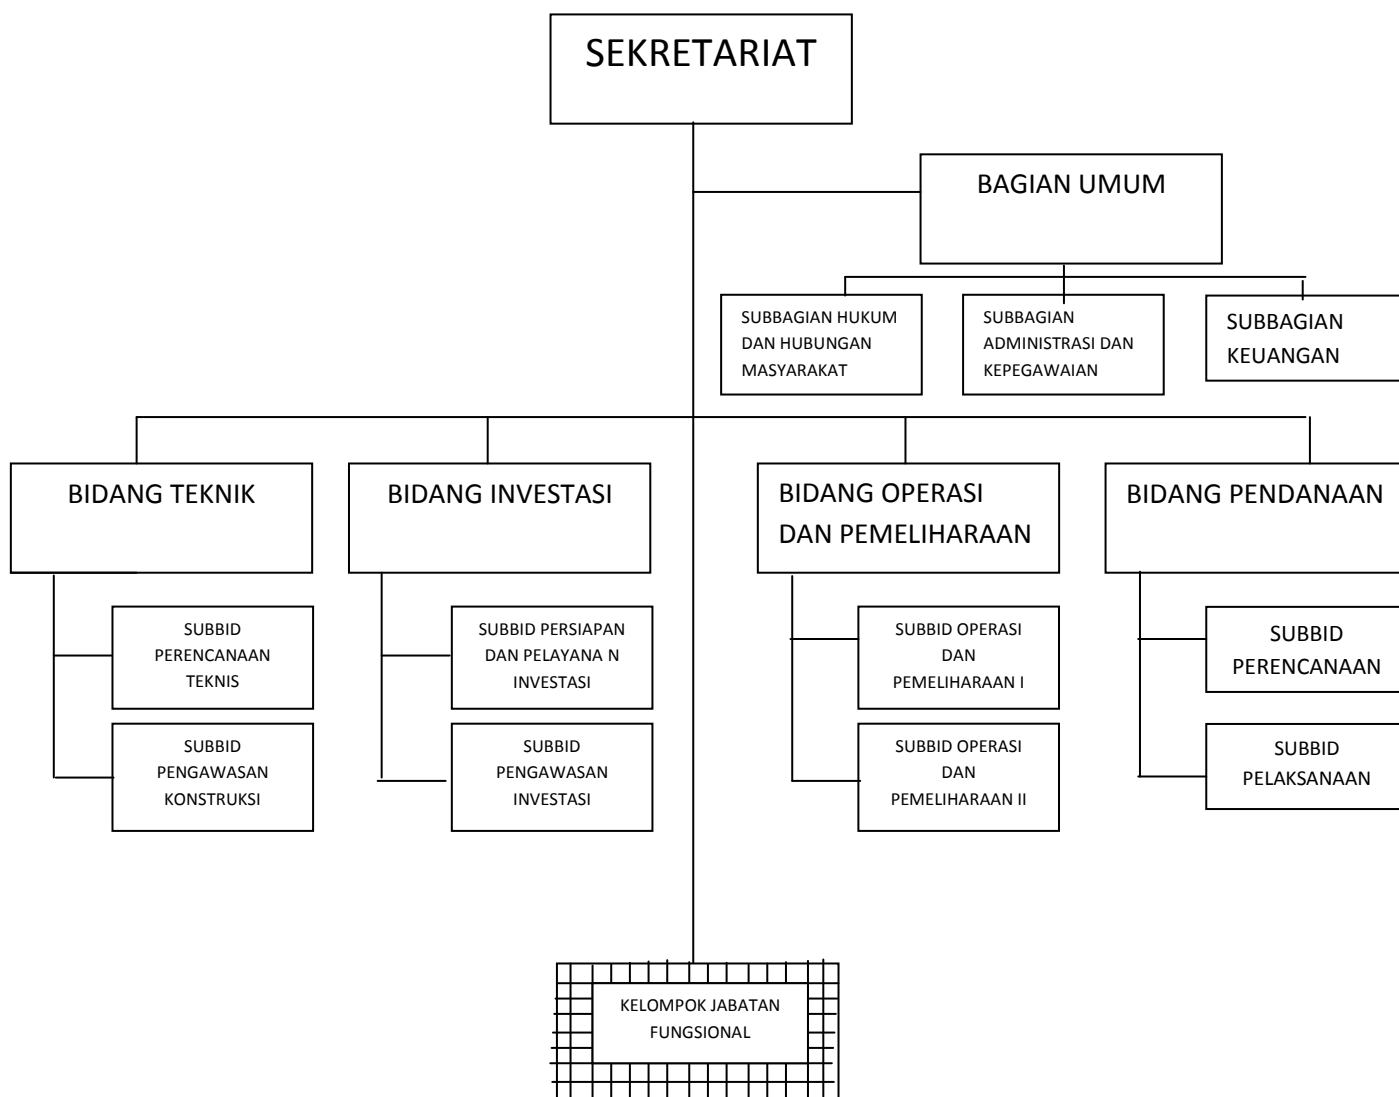 SEKRETARIAT
BAGIAN UMUM
SUBBAGIAN HUKUM
DAN HUBUNGAN
MASYARAKAT
SUBBAGIAN
ADMINISTRASI DAN
KEPEGAWAIAN
SUBBAGIAN
KEUANGAN
BIDANG TEKNIK
BIDANG INVESTASI
BIDANG OPERASI
DAN PEMELIHARAAN
BIDANG PENDANAAN
SUBBID
PERENCANAAN
TEKNIS
SUBBID PERSIAPAN
DAN PELAYANA N
INVESTASI
SUBBID OPERASI
DAN
PEMELIHARAAN I
SUBBID
PERENCANAAN
SUBBID
PENGAWASAN
KONSTRUKSI
SUBBID
PENGAWASAN
INVESTASI
SUBBID OPERASI
DAN
PEMELIHARAAN II
SUBBID
PELAKSANAAN
KELOMPOK JABATAN
FUNGSIONAL